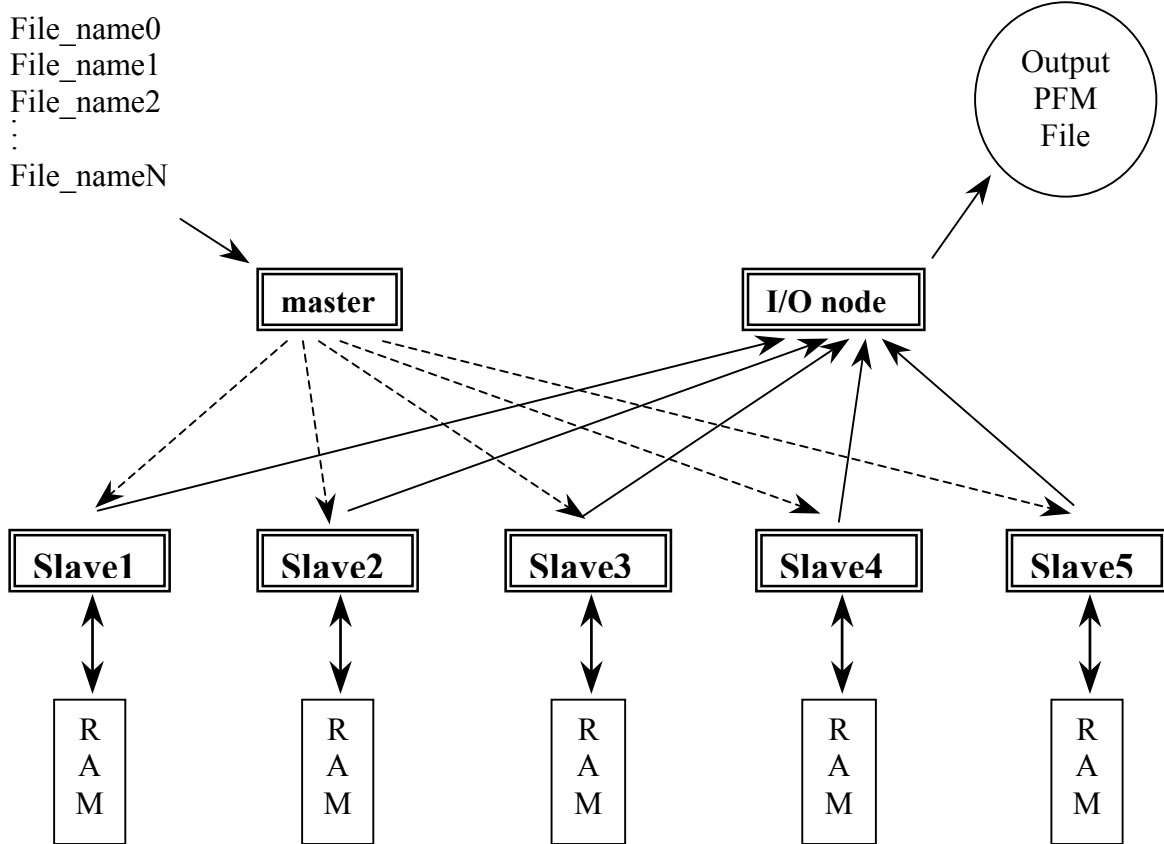 File_name0
File_name1
File_name2
⋮
File_nameN
Output
PFM
File
master
I/O node
Slave1
Slave2
Slave3
Slave4
Slave5
R
A
M
R
A
M
R
A
M
R
A
M
R
A
M